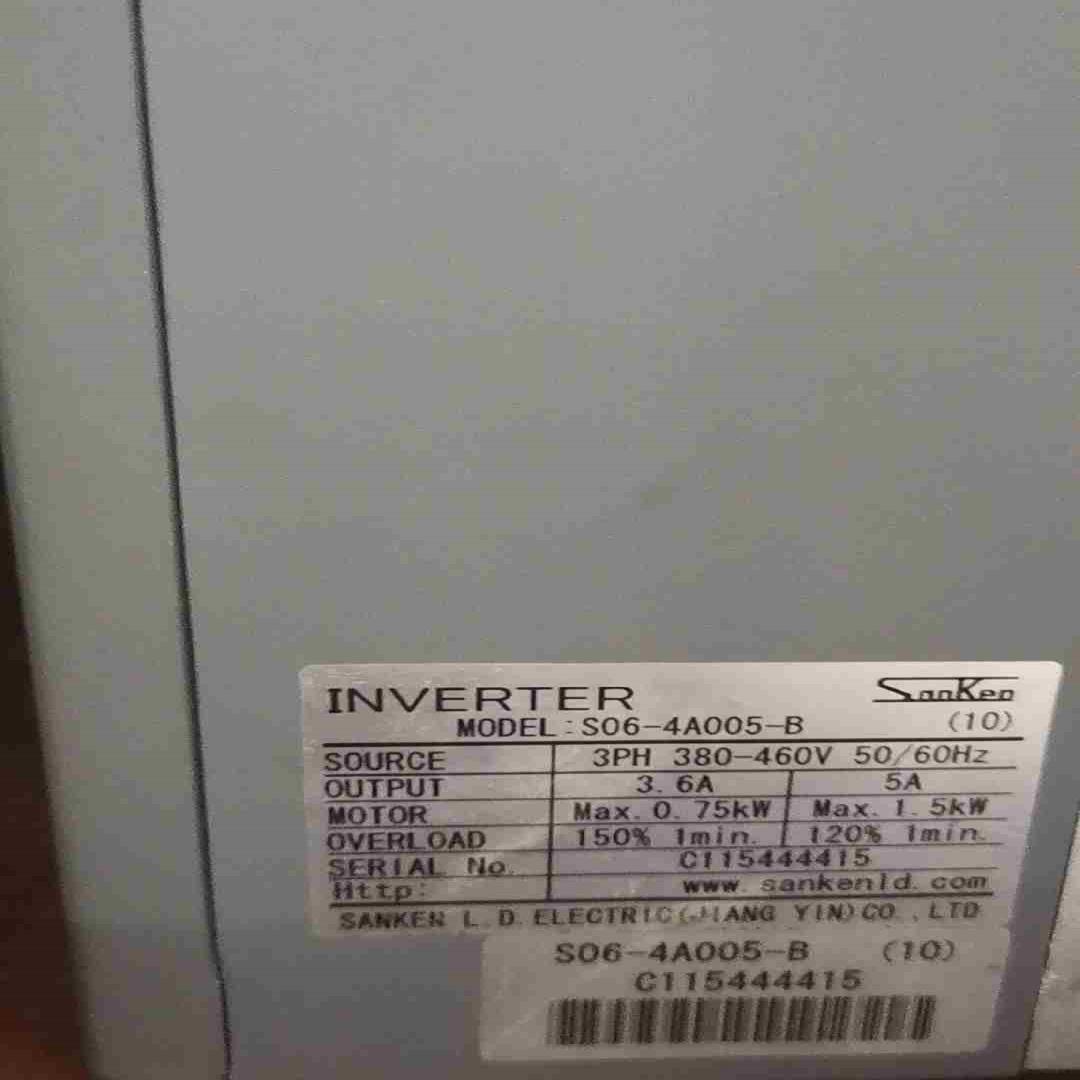 INVERTER SanKen
MODEL:S06-4A005-B (10)
SOURCE 3PH 380-460V 50/60Hz
OUTPUT 3.6A 5A
MOTOR Max. 0.75kW Max. 1.5kW
OVERLOAD 150% 1min. 120% 1min.
SERIAL No. C115444415
Http: www.sankenld.com
SANKEN L.D.ELECTRIC(JIANG YIN)CO.,LTD
S06-4A005-B (10)
C115444415